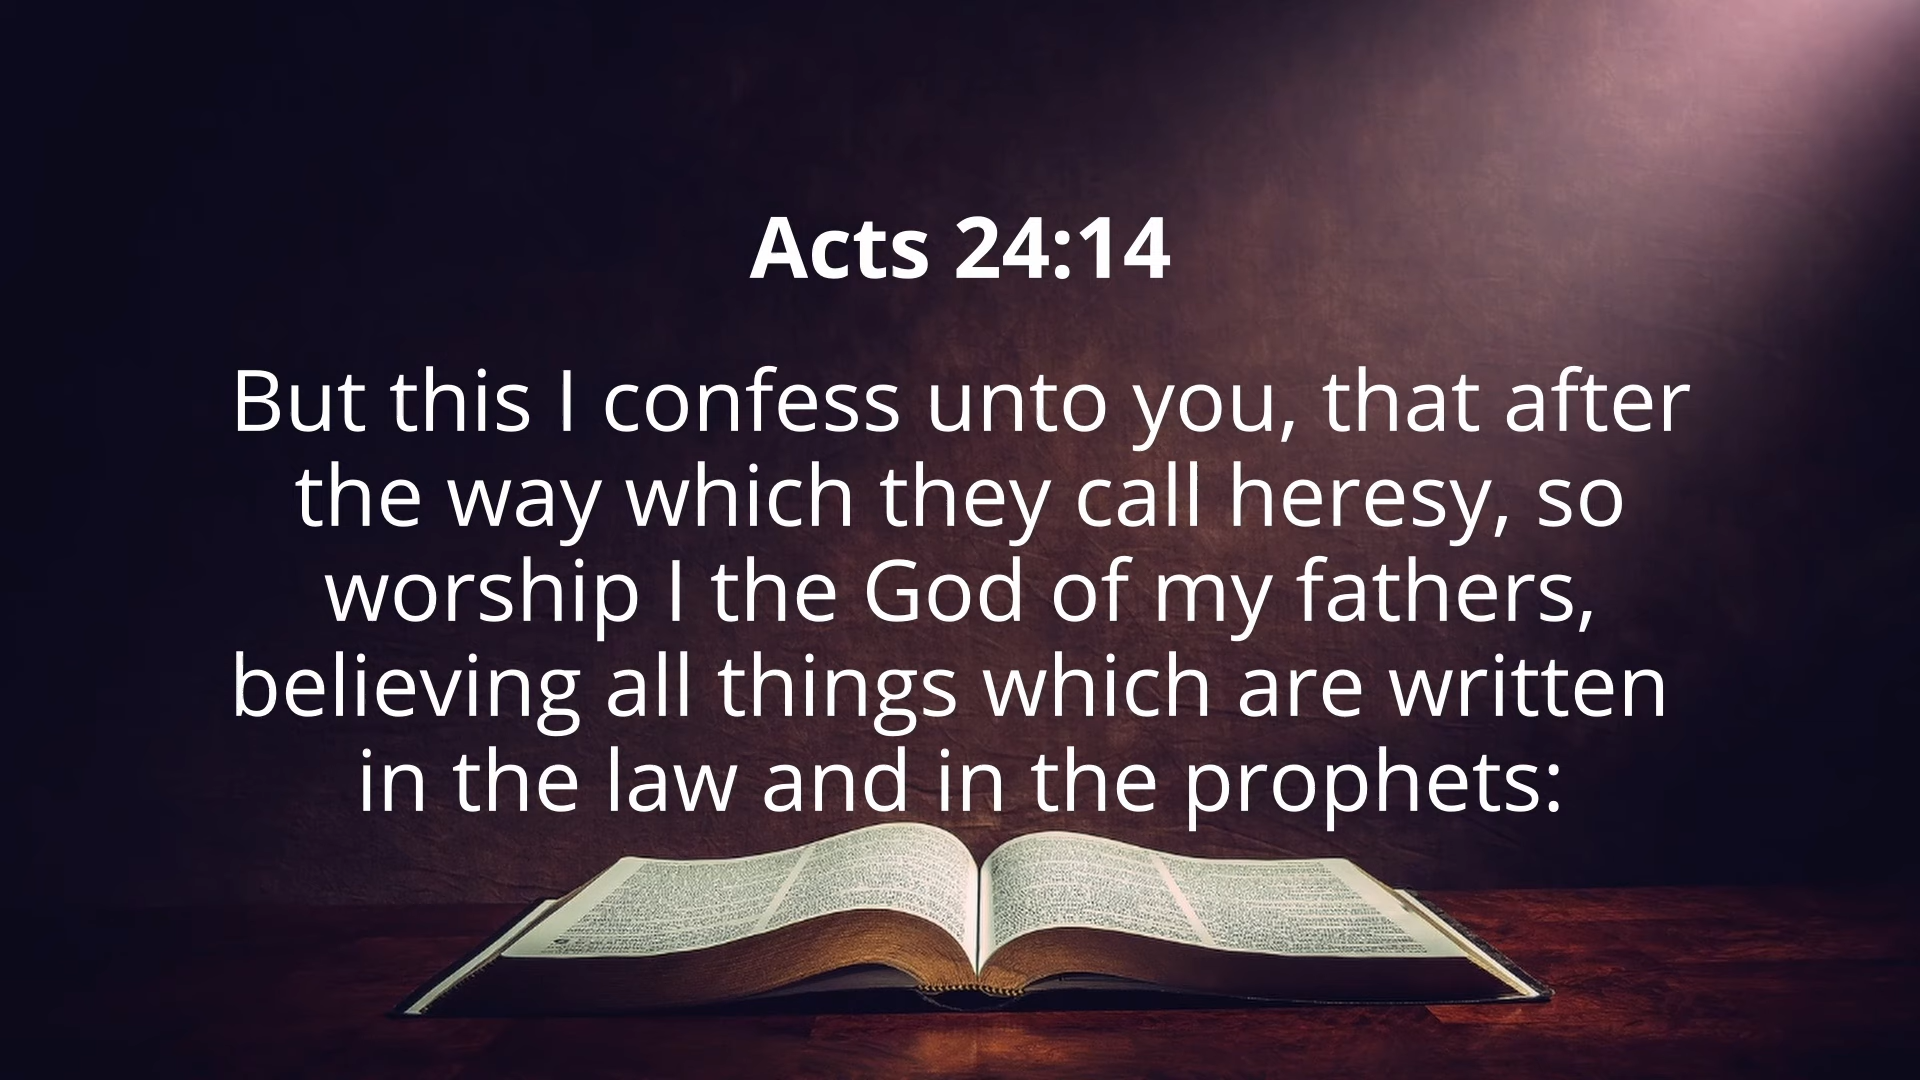 Acts 24:14
But this I confess unto you, that after
the way which they call heresy, so
worship I the God of my fathers,
believing all things which are written
in the law and in the prophets: